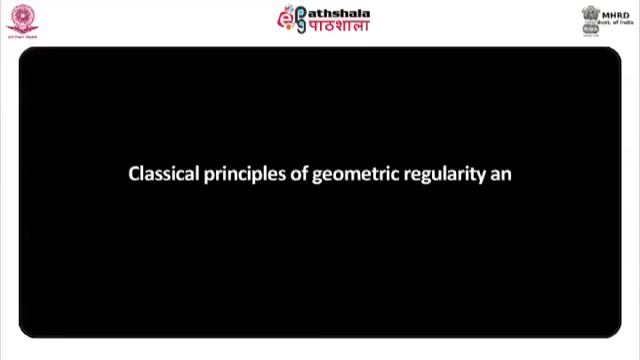 Pathshala
पाठशाला
MHRD
Govt. of India
Classical principles of geometric regularity an